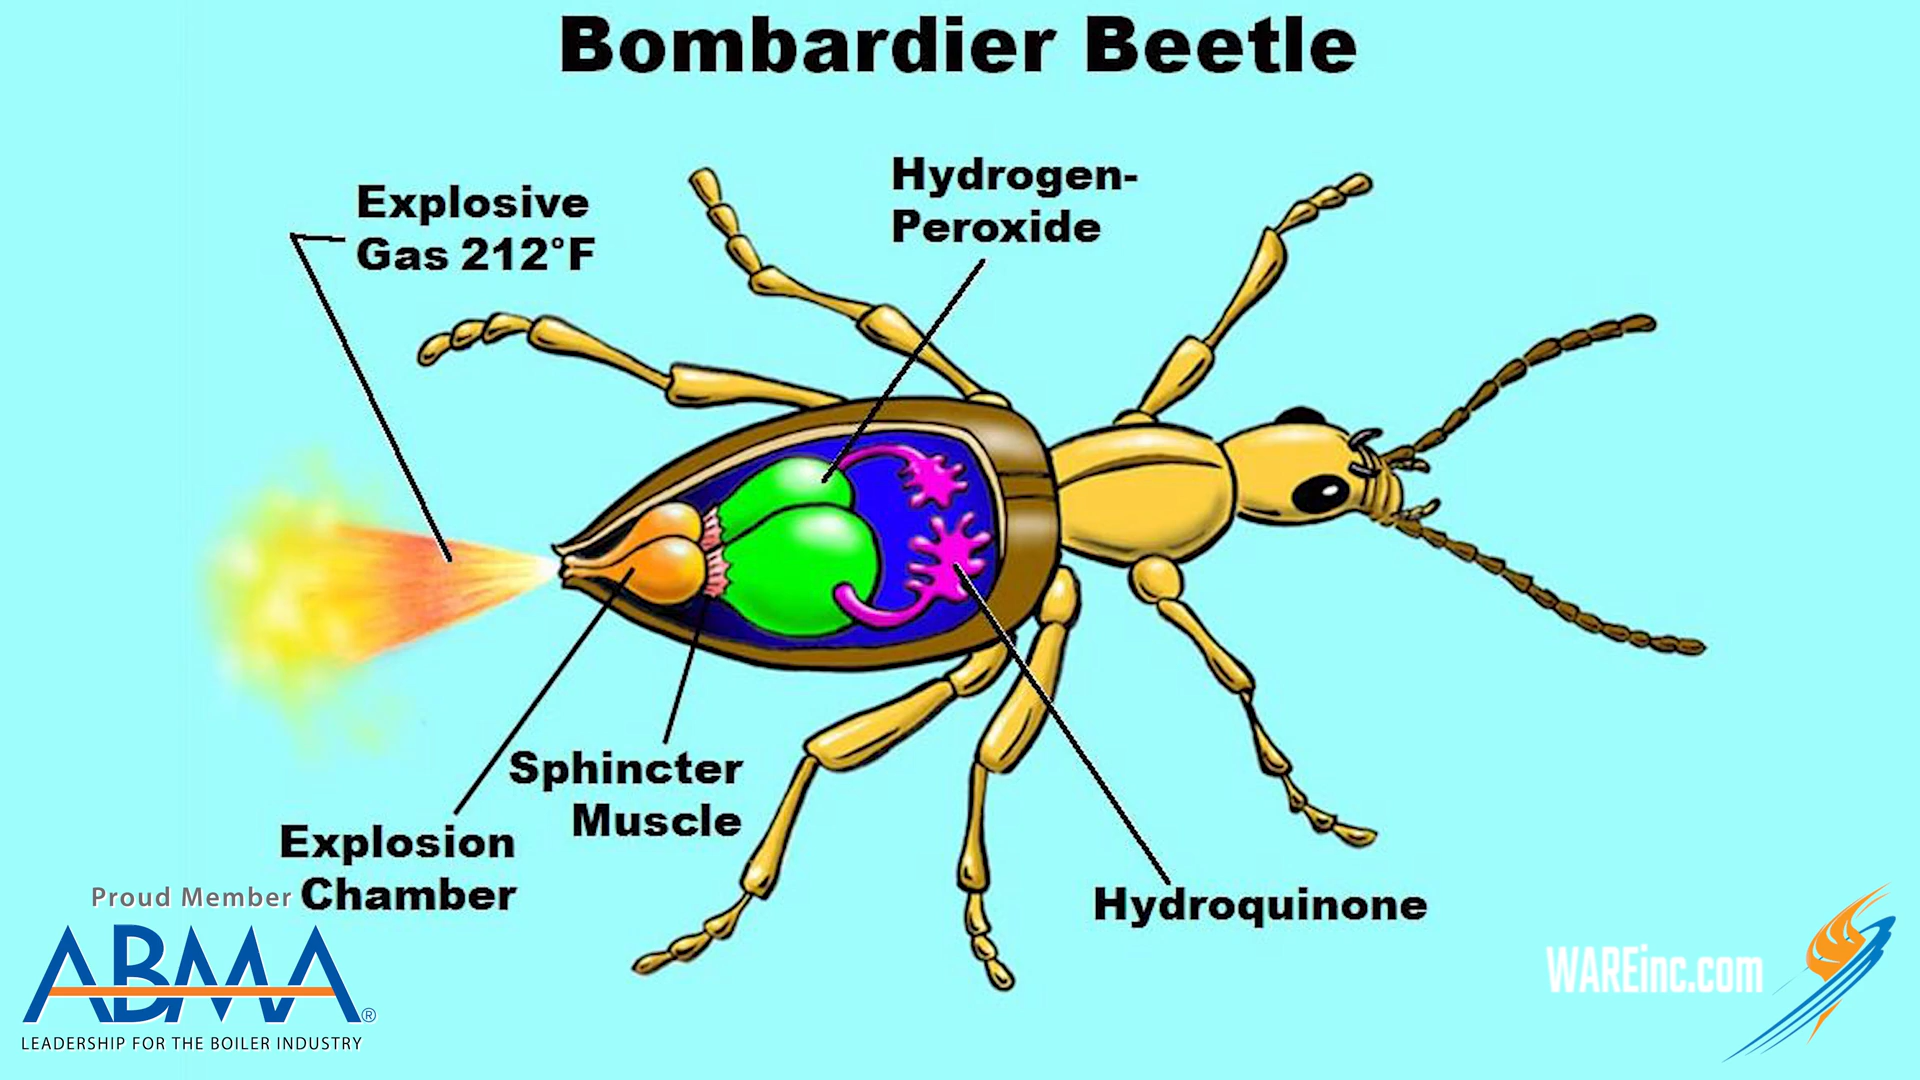 Bombardier Beetle
Explosive
Gas 212°F
Hydrogen-
Peroxide
Sphincter
Muscle
Explosion
Chamber
Hydroquinone
Proud Member
ABMA®
LEADERSHIP FOR THE BOILER INDUSTRY
WAREinc.com